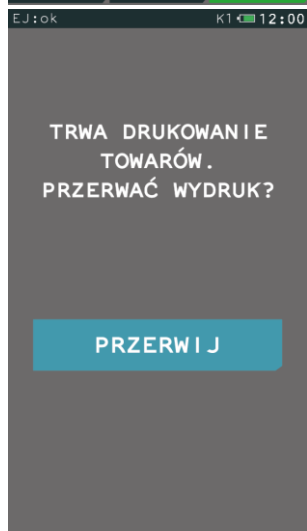 EJ:ok K1 12:00
TRWA DRUKOWANIE
TOWARÓW.
PRZERWAĆ WYDRUK?
PRZERWIJ